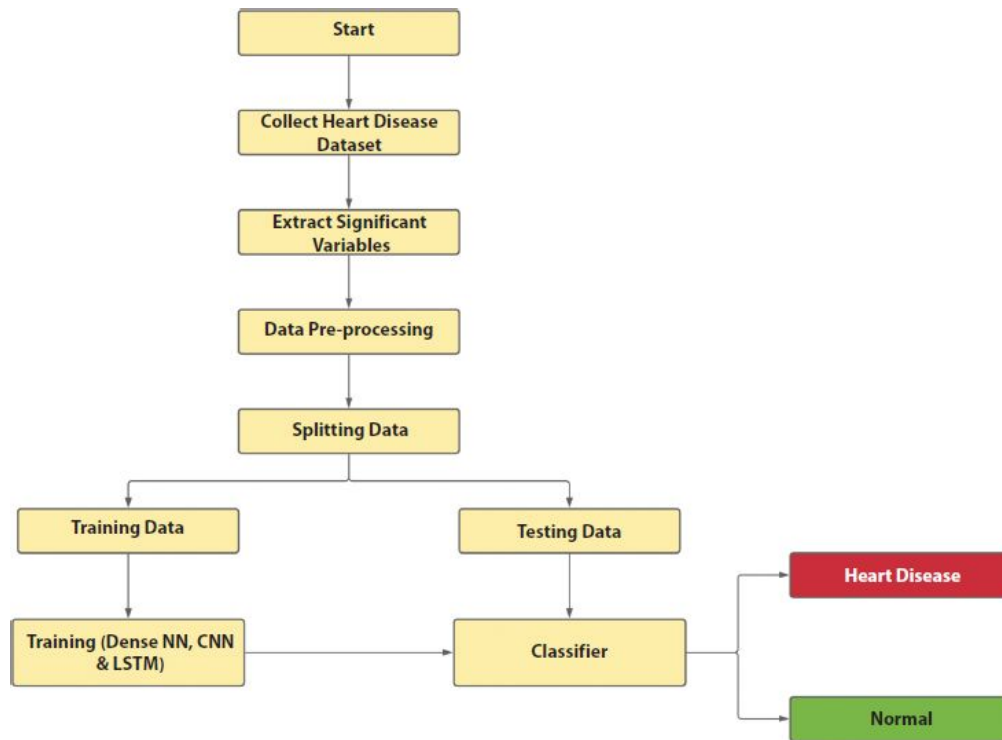 Start
Collect Heart Disease
Dataset
Extract Significant
Variables
Data Pre-processing
Splitting Data
Training Data
Testing Data
Heart Disease
Training (Dense NN, CNN
& LSTM)
Classifier
Normal